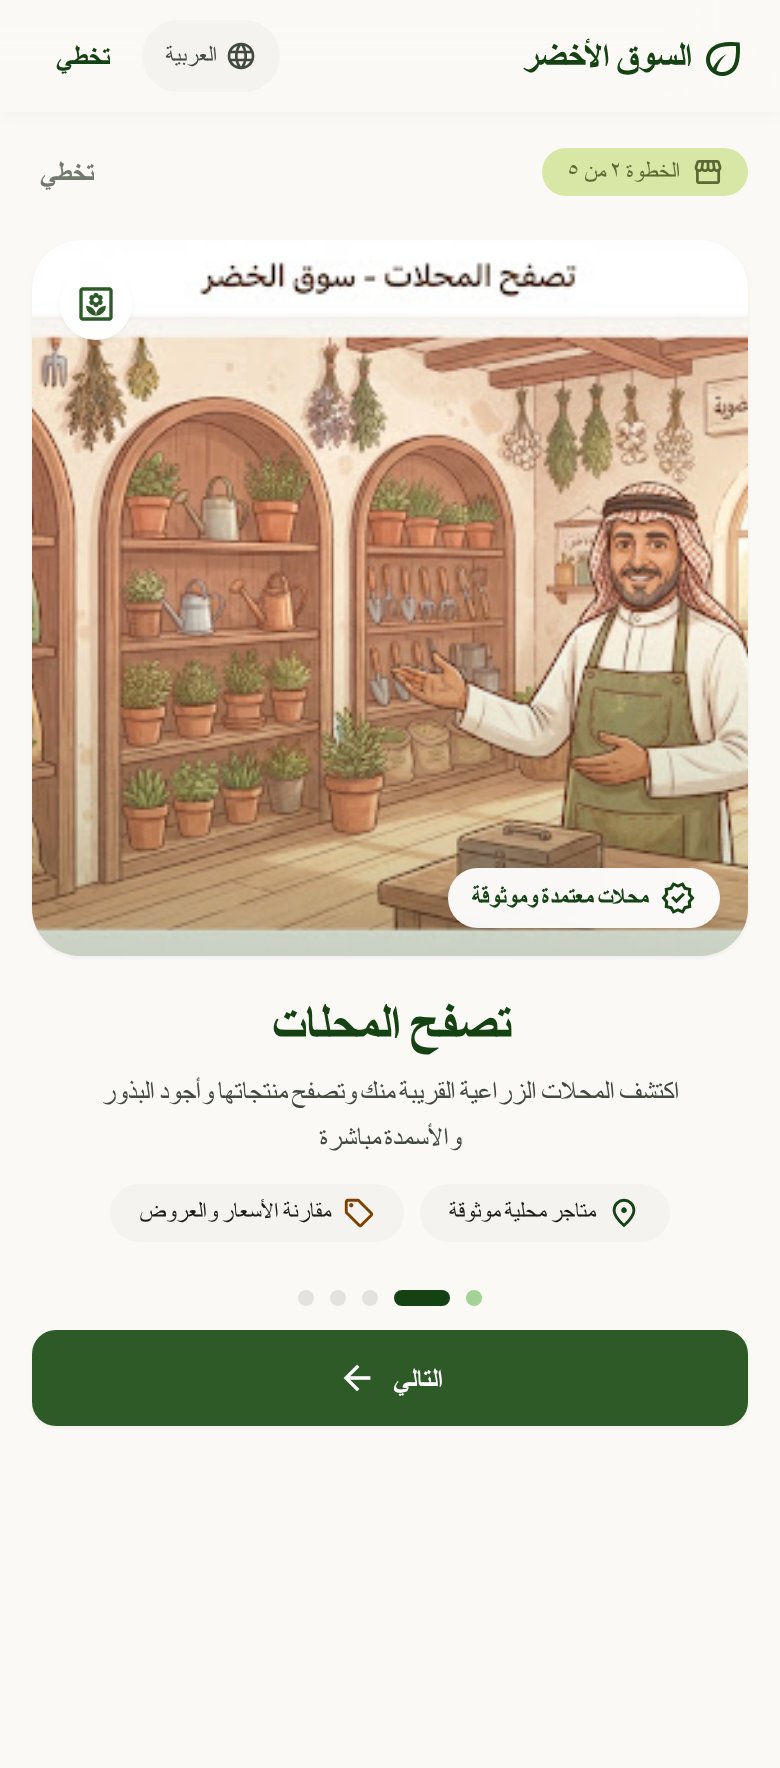 السوق الأخضر
العربية
تخطي
الخطوة ٢ من ٥
تخطي
تصفح المحلات - سوق الخضر
محلات معتمدة وموثوقة
تصفح المحلات
اكتشف المحلات الزراعية القريبة منك وتصفح منتجاتها وأجود البذور
والأسمدة مباشرة
متاجر محلية موثوقة
مقارنة الأسعار والعروض
التالي